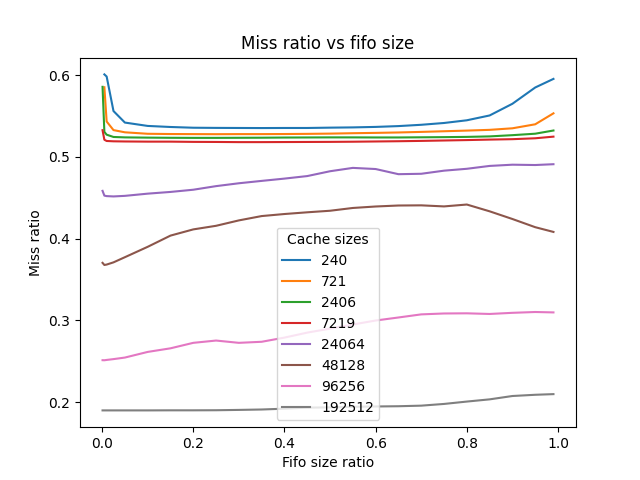 Miss ratio vs fifo size
Miss ratio
0.6
0.5
0.4
0.3
0.2
Cache sizes
240
721
2406
7219
24064
48128
96256
192512
0.0 0.2 0.4 0.6 0.8 1.0
Fifo size ratio